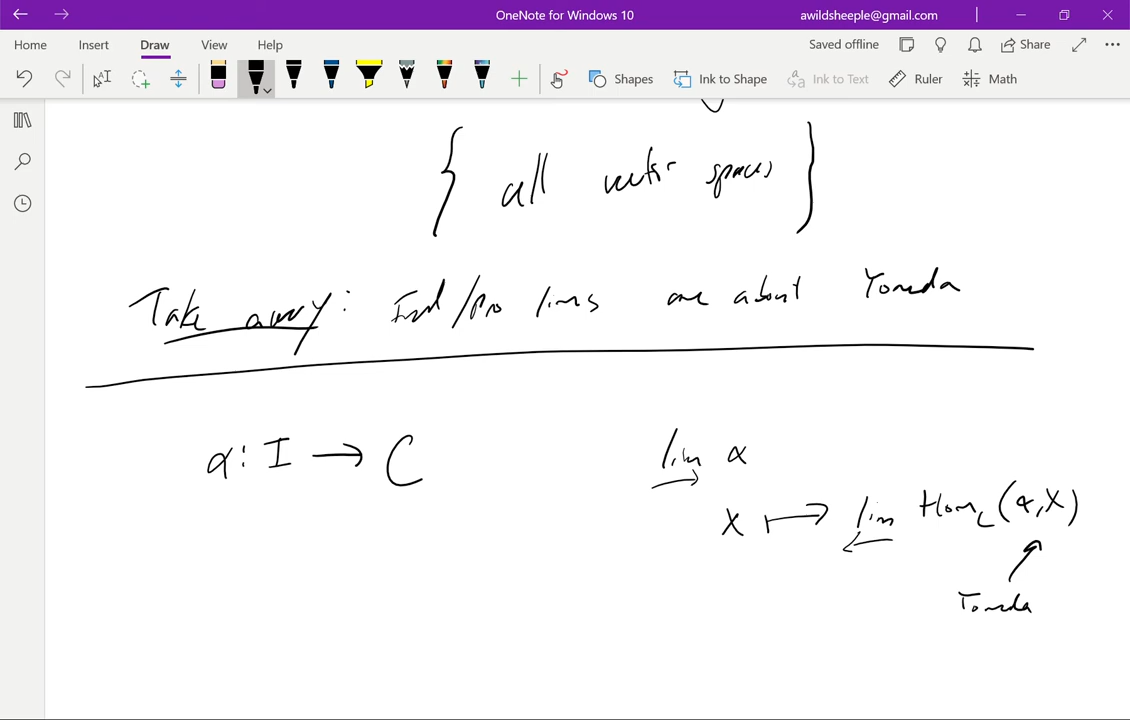 OneNote for Windows 10
awildsheeple@gmail.com
Home Insert Draw View Help
Saved offline Share
Shapes Ink to Shape Ink to Text Ruler Math
{ all vector spaces }
Take away: Ind/Pro lims are about Yoneda
α: I → C
lim α
→
X ↦ lim Hom_C(α, X)
←
↑
Yoneda